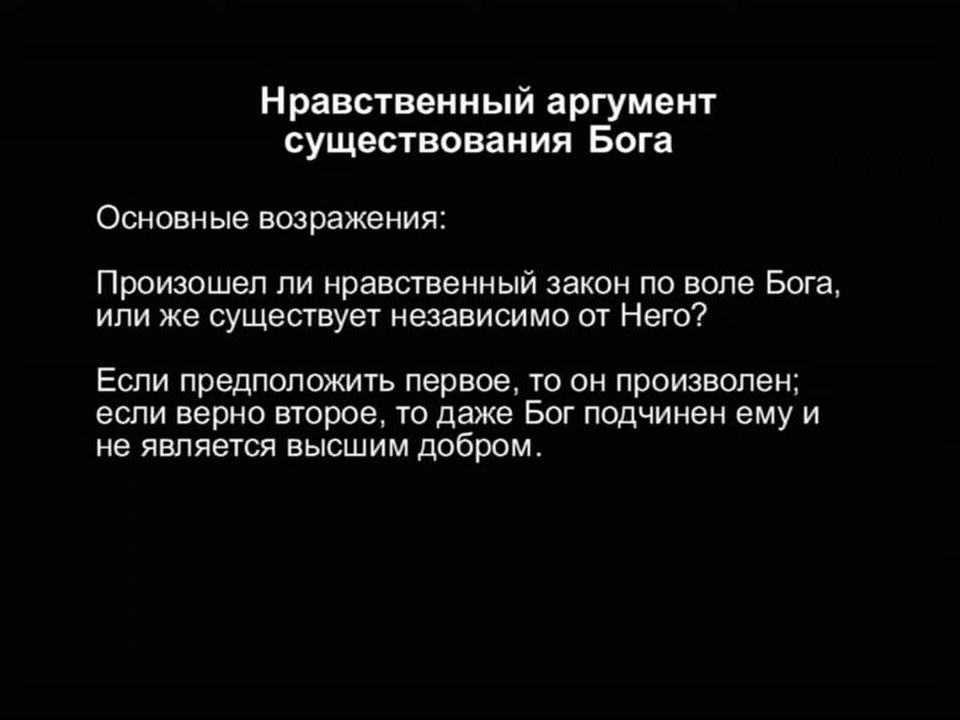 Нравственный аргумент
существования Бога
Основные возражения:
Произошел ли нравственный закон по воле Бога,
или же существует независимо от Него?
Если предположить первое, то он произволен;
если верно второе, то даже Бог подчинен ему и
не является высшим добром.